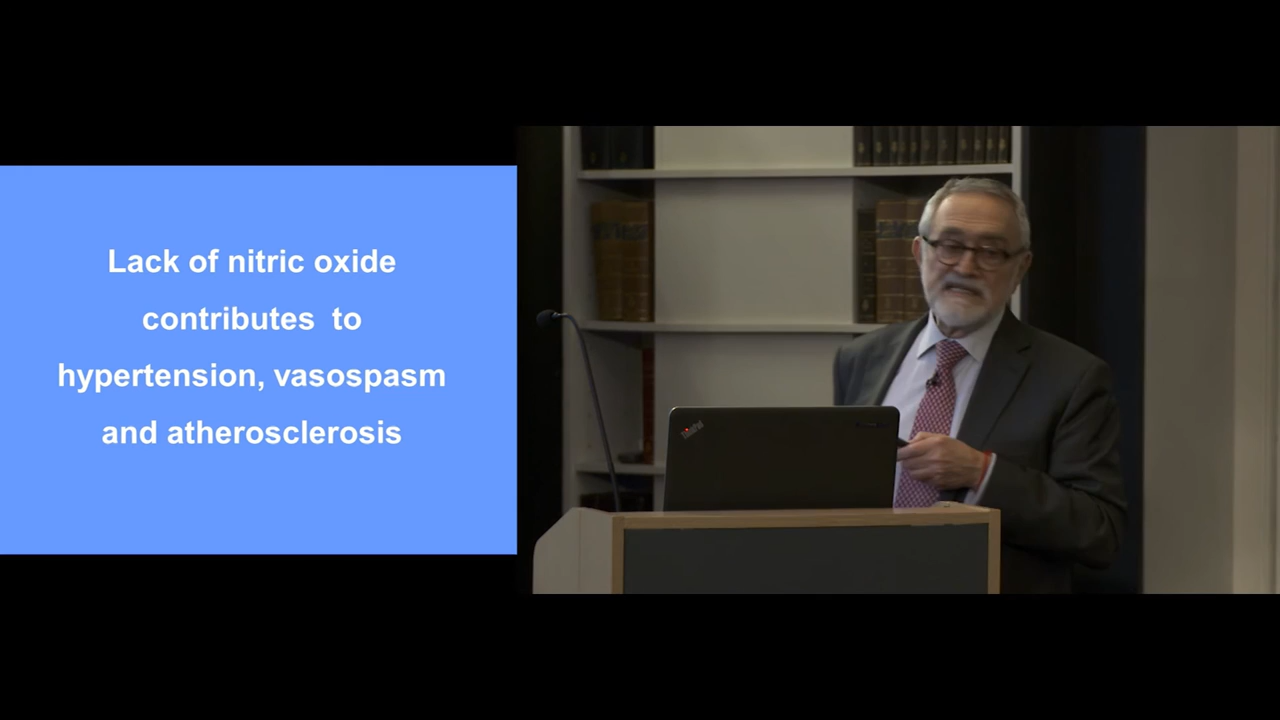 Lack of nitric oxide
contributes to
hypertension, vasospasm
and atherosclerosis